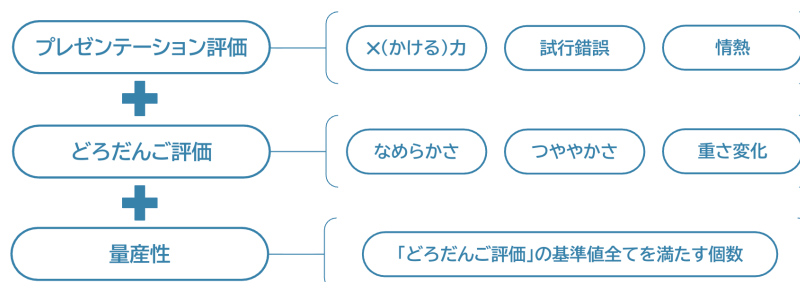 プレゼンテーション評価
×(かける)力
試行錯誤
情熱
どろだんご評価
なめらかさ
つややかさ
重さ変化
量産性
「どろだんご評価」の基準値全てを満たす個数